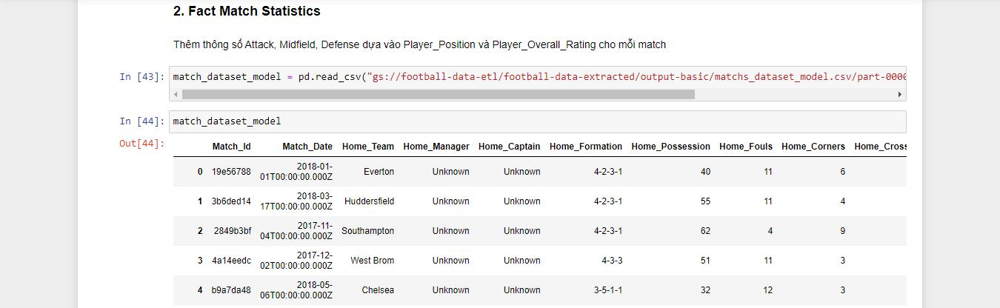 2. Fact Match Statistics
Thêm thông số Attack, Midfield, Defense dựa vào Player_Position và Player_Overall_Rating cho mỗi match
In [43]: match_dataset_model = pd.read_csv("gs://football-data-etl/football-data-extracted/output-basic/matchs_dataset_model.csv/part-0000
In [44]: match_dataset_model
Out[44]:
Match_Id Match_Date Home_Team Home_Manager Home_Captain Home_Formation Home_Possession Home_Fouls Home_Corners Home_Cross
0 19e56788 2018-01-01T00:00:00.000Z Everton Unknown Unknown 4-2-3-1 40 11 6
1 3b6ded14 2018-03-17T00:00:00.000Z Huddersfield Unknown Unknown 4-2-3-1 55 11 4
2 2849b3bf 2017-11-04T00:00:00.000Z Southampton Unknown Unknown 4-2-3-1 62 4 9
3 4a14eedc 2017-12-02T00:00:00.000Z West Brom Unknown Unknown 4-3-3 51 11 3
4 b9a7da48 2018-05-06T00:00:00.000Z Chelsea Unknown Unknown 3-5-1-1 32 12 3